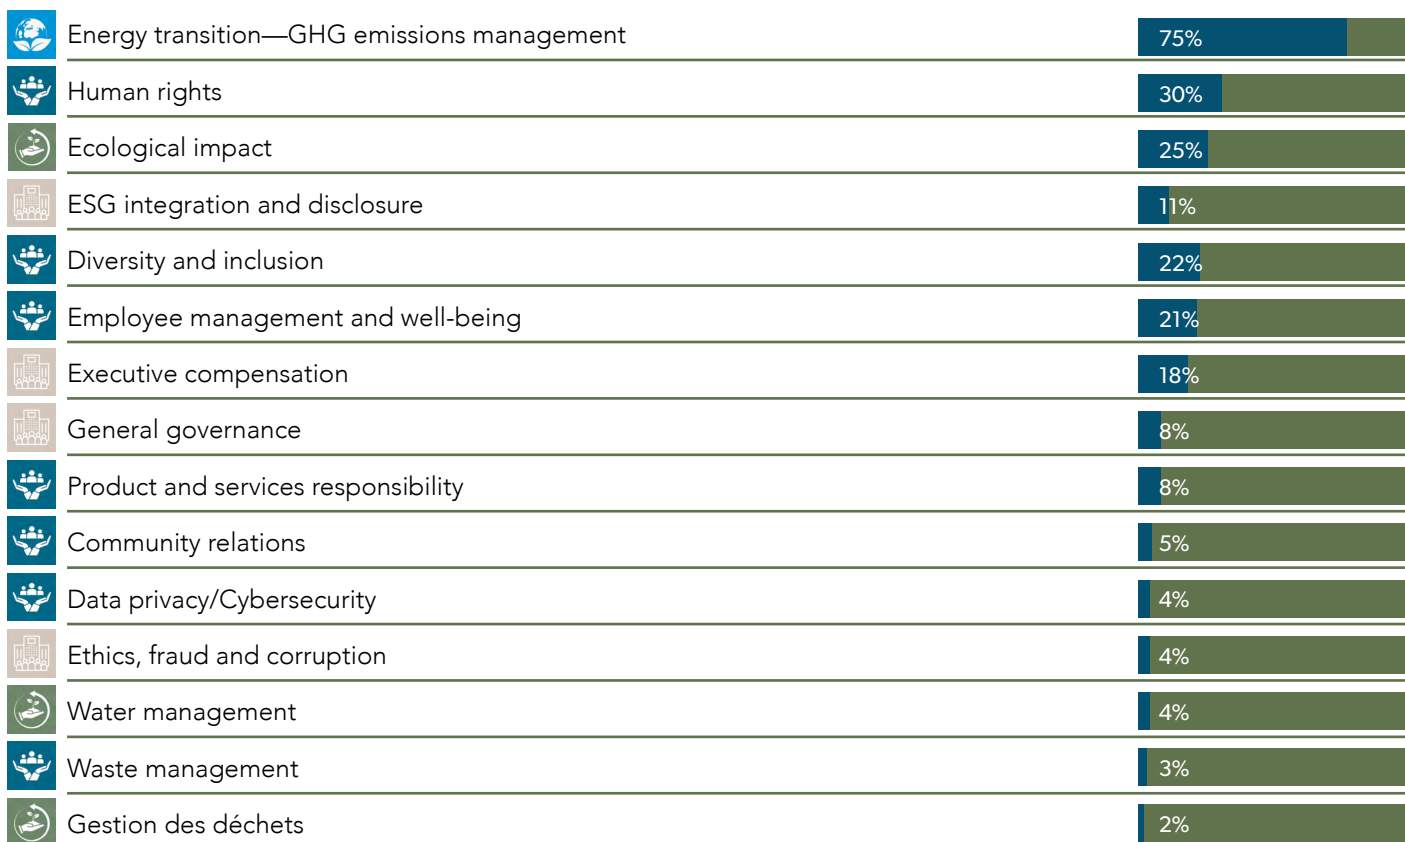 Energy transition—GHG emissions management 75%
Human rights 30%
Ecological impact 25%
ESG integration and disclosure 11%
Diversity and inclusion 22%
Employee management and well-being 21%
Executive compensation 18%
General governance 8%
Product and services responsibility 8%
Community relations 5%
Data privacy/Cybersecurity 4%
Ethics, fraud and corruption 4%
Water management 4%
Waste management 3%
Gestion des déchets 2%